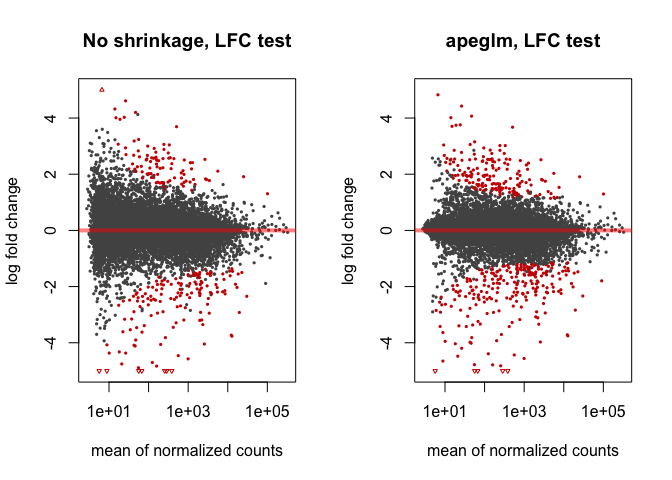 No shrinkage, LFC test
log fold change
4
2
0
-2
-4
1e+01
1e+03
1e+05
mean of normalized counts
apeglm, LFC test
log fold change
4
2
0
-2
-4
1e+01
1e+03
1e+05
mean of normalized counts